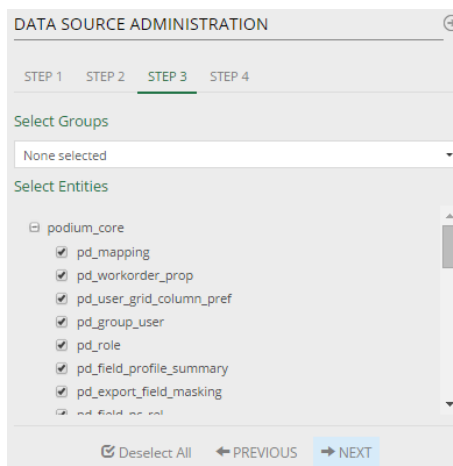 DATA SOURCE ADMINISTRATION
STEP 1 STEP 2 STEP 3 STEP 4
Select Groups
None selected
Select Entities
podium_core
pd_mapping
pd_workorder_prop
pd_user_grid_column_pref
pd_group_user
pd_role
pd_field_profile_summary
pd_export_field_masking
Deselect All PREVIOUS NEXT